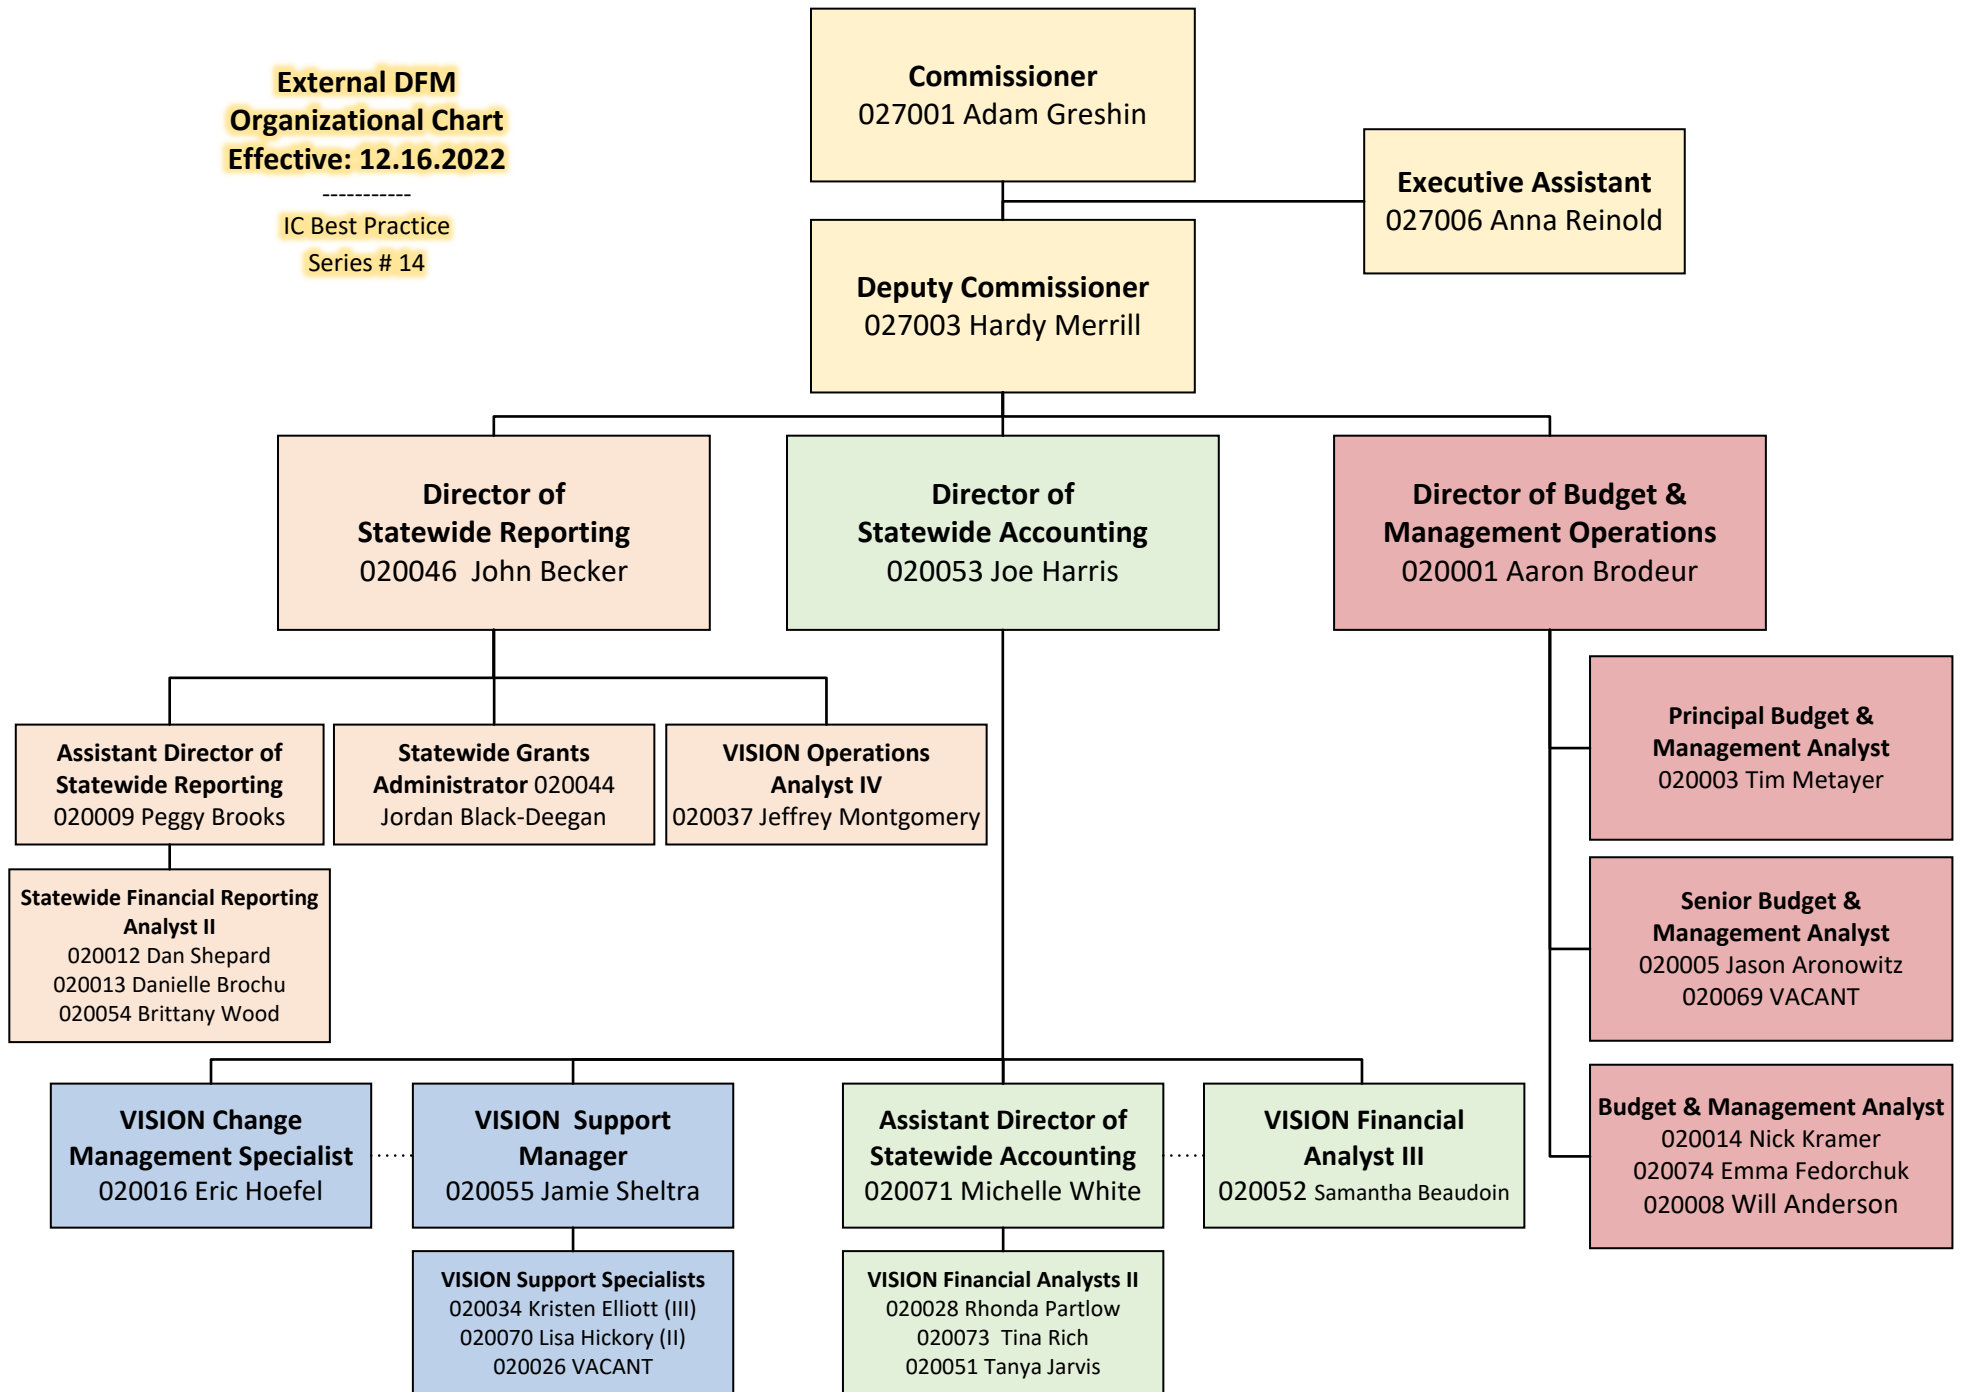 External DFM
Organizational Chart
Effective: 12.16.2022
-----------
IC Best Practice
Series # 14
Commissioner
027001 Adam Greshin
Executive Assistant
027006 Anna Reinold
Deputy Commissioner
027003 Hardy Merrill
Director of
Statewide Reporting
020046  John Becker
Director of
Statewide Accounting
020053 Joe Harris
Director of Budget &
Management Operations
020001 Aaron Brodeur
Assistant Director of
Statewide Reporting
020009 Peggy Brooks
Statewide Grants
Administrator 020044
Jordan Black-Deegan
VISION Operations
Analyst IV
020037 Jeffrey Montgomery
Principal Budget &
Management Analyst
020003 Tim Metayer
Statewide Financial Reporting
Analyst II
020012 Dan Shepard
020013 Danielle Brochu
020054 Brittany Wood
Senior Budget &
Management Analyst
020005 Jason Aronowitz
020069 VACANT
VISION Change
Management Specialist
020016 Eric Hoefel
VISION  Support
Manager
020055 Jamie Sheltra
Assistant Director of
Statewide Accounting
020071 Michelle White
VISION Financial
Analyst III
020052 Samantha Beaudoin
Budget & Management Analyst
020014 Nick Kramer
020074 Emma Fedorchuk
020008 Will Anderson
VISION Support Specialists
020034 Kristen Elliott (III)
020070 Lisa Hickory (II)
020026 VACANT
VISION Financial Analysts II
020028 Rhonda Partlow
020073  Tina Rich
020051 Tanya Jarvis